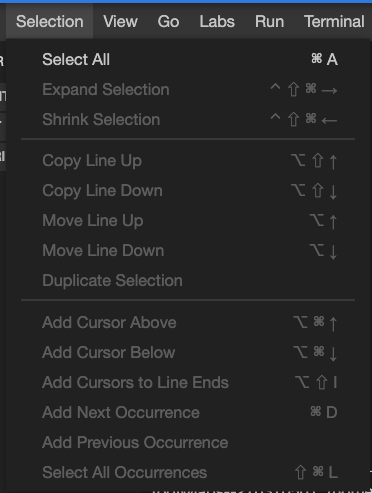 Selection View Go Labs Run Terminal
Select All ⌘ A
Expand Selection ^ ⇧ ⌘ →
Shrink Selection ^ ⇧ ⌘ ←
Copy Line Up ⌥ ⇧ ↑
Copy Line Down ⌥ ⇧ ↓
Move Line Up ⌥ ↑
Move Line Down ⌥ ↓
Duplicate Selection
Add Cursor Above ⌥ ⌘ ↑
Add Cursor Below ⌥ ⌘ ↓
Add Cursors to Line Ends ⌥ ⇧ I
Add Next Occurrence ⌘ D
Add Previous Occurrence
Select All Occurrences ⇧ ⌘ L